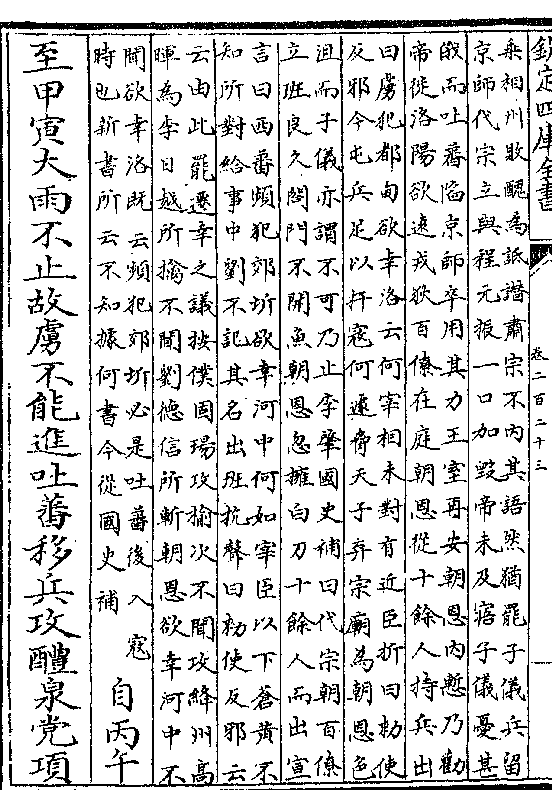 欽定四庫全書
卷二百二十三
乘相州敗醜為詆譖肅宗不内其語然猶罷子儀兵留
京師代宗立與程元振一口加毁帝未及寤子儀憂甚
俄而吐蕃陷京師卒用其力王室再安朝恩内慙乃勸
帝徙洛陽欲遠戎狄百僚在庭朝恩從十餘人持兵出
曰虜犯都甸欲幸洛云何宰相未對有近臣折曰勅使
反邪今屯兵足以扞寇何遽脅天子弃宗廟為朝恩色
沮而子儀亦謂不可乃止李肇國史補曰代宗朝百僚
立班良久閤門不開魚朝恩忽擁白刃十餘人而出宣
言曰西蕃頻犯郊圻欲幸河中何如宰臣以下蒼黄不
知所對給事中劉不記其名出班抗聲曰勅使反邪云
云由此罷遷幸之議按僕固瑒攻榆次不聞攻絳州高
暉為李日越所擒不聞劉德信所斬朝恩欲幸河中不
聞欲幸洛既云頻犯郊圻必是吐蕃後入寇
時也新書所云不知據何書今從國史補
自丙午
至甲寅大雨不止故虜不能進吐蕃移兵攻醴泉党項